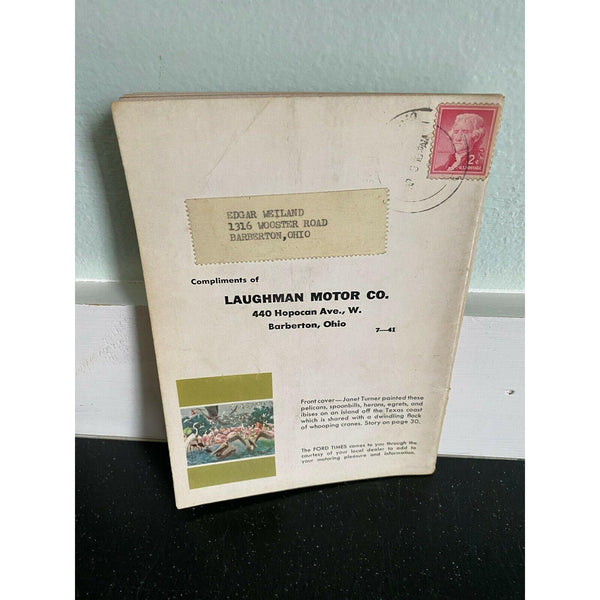 2¢
EDGAR WEILAND
1316 WOOSTER ROAD
BARBERTON,OHIO
Compliments of
LAUGHMAN MOTOR CO.
440 Hopocan Ave., W.
Barberton, Ohio
7—41
Front cover—Janet Turner painted these
pelicans, spoonbills, herons, egrets, and
ibises on an island off the Texas coast
which is shared with a dwindling flock
of whooping cranes. Story on page 30.
The FORD TIMES comes to you through the
courtesy of your local dealer to add to
your motoring pleasure and information.